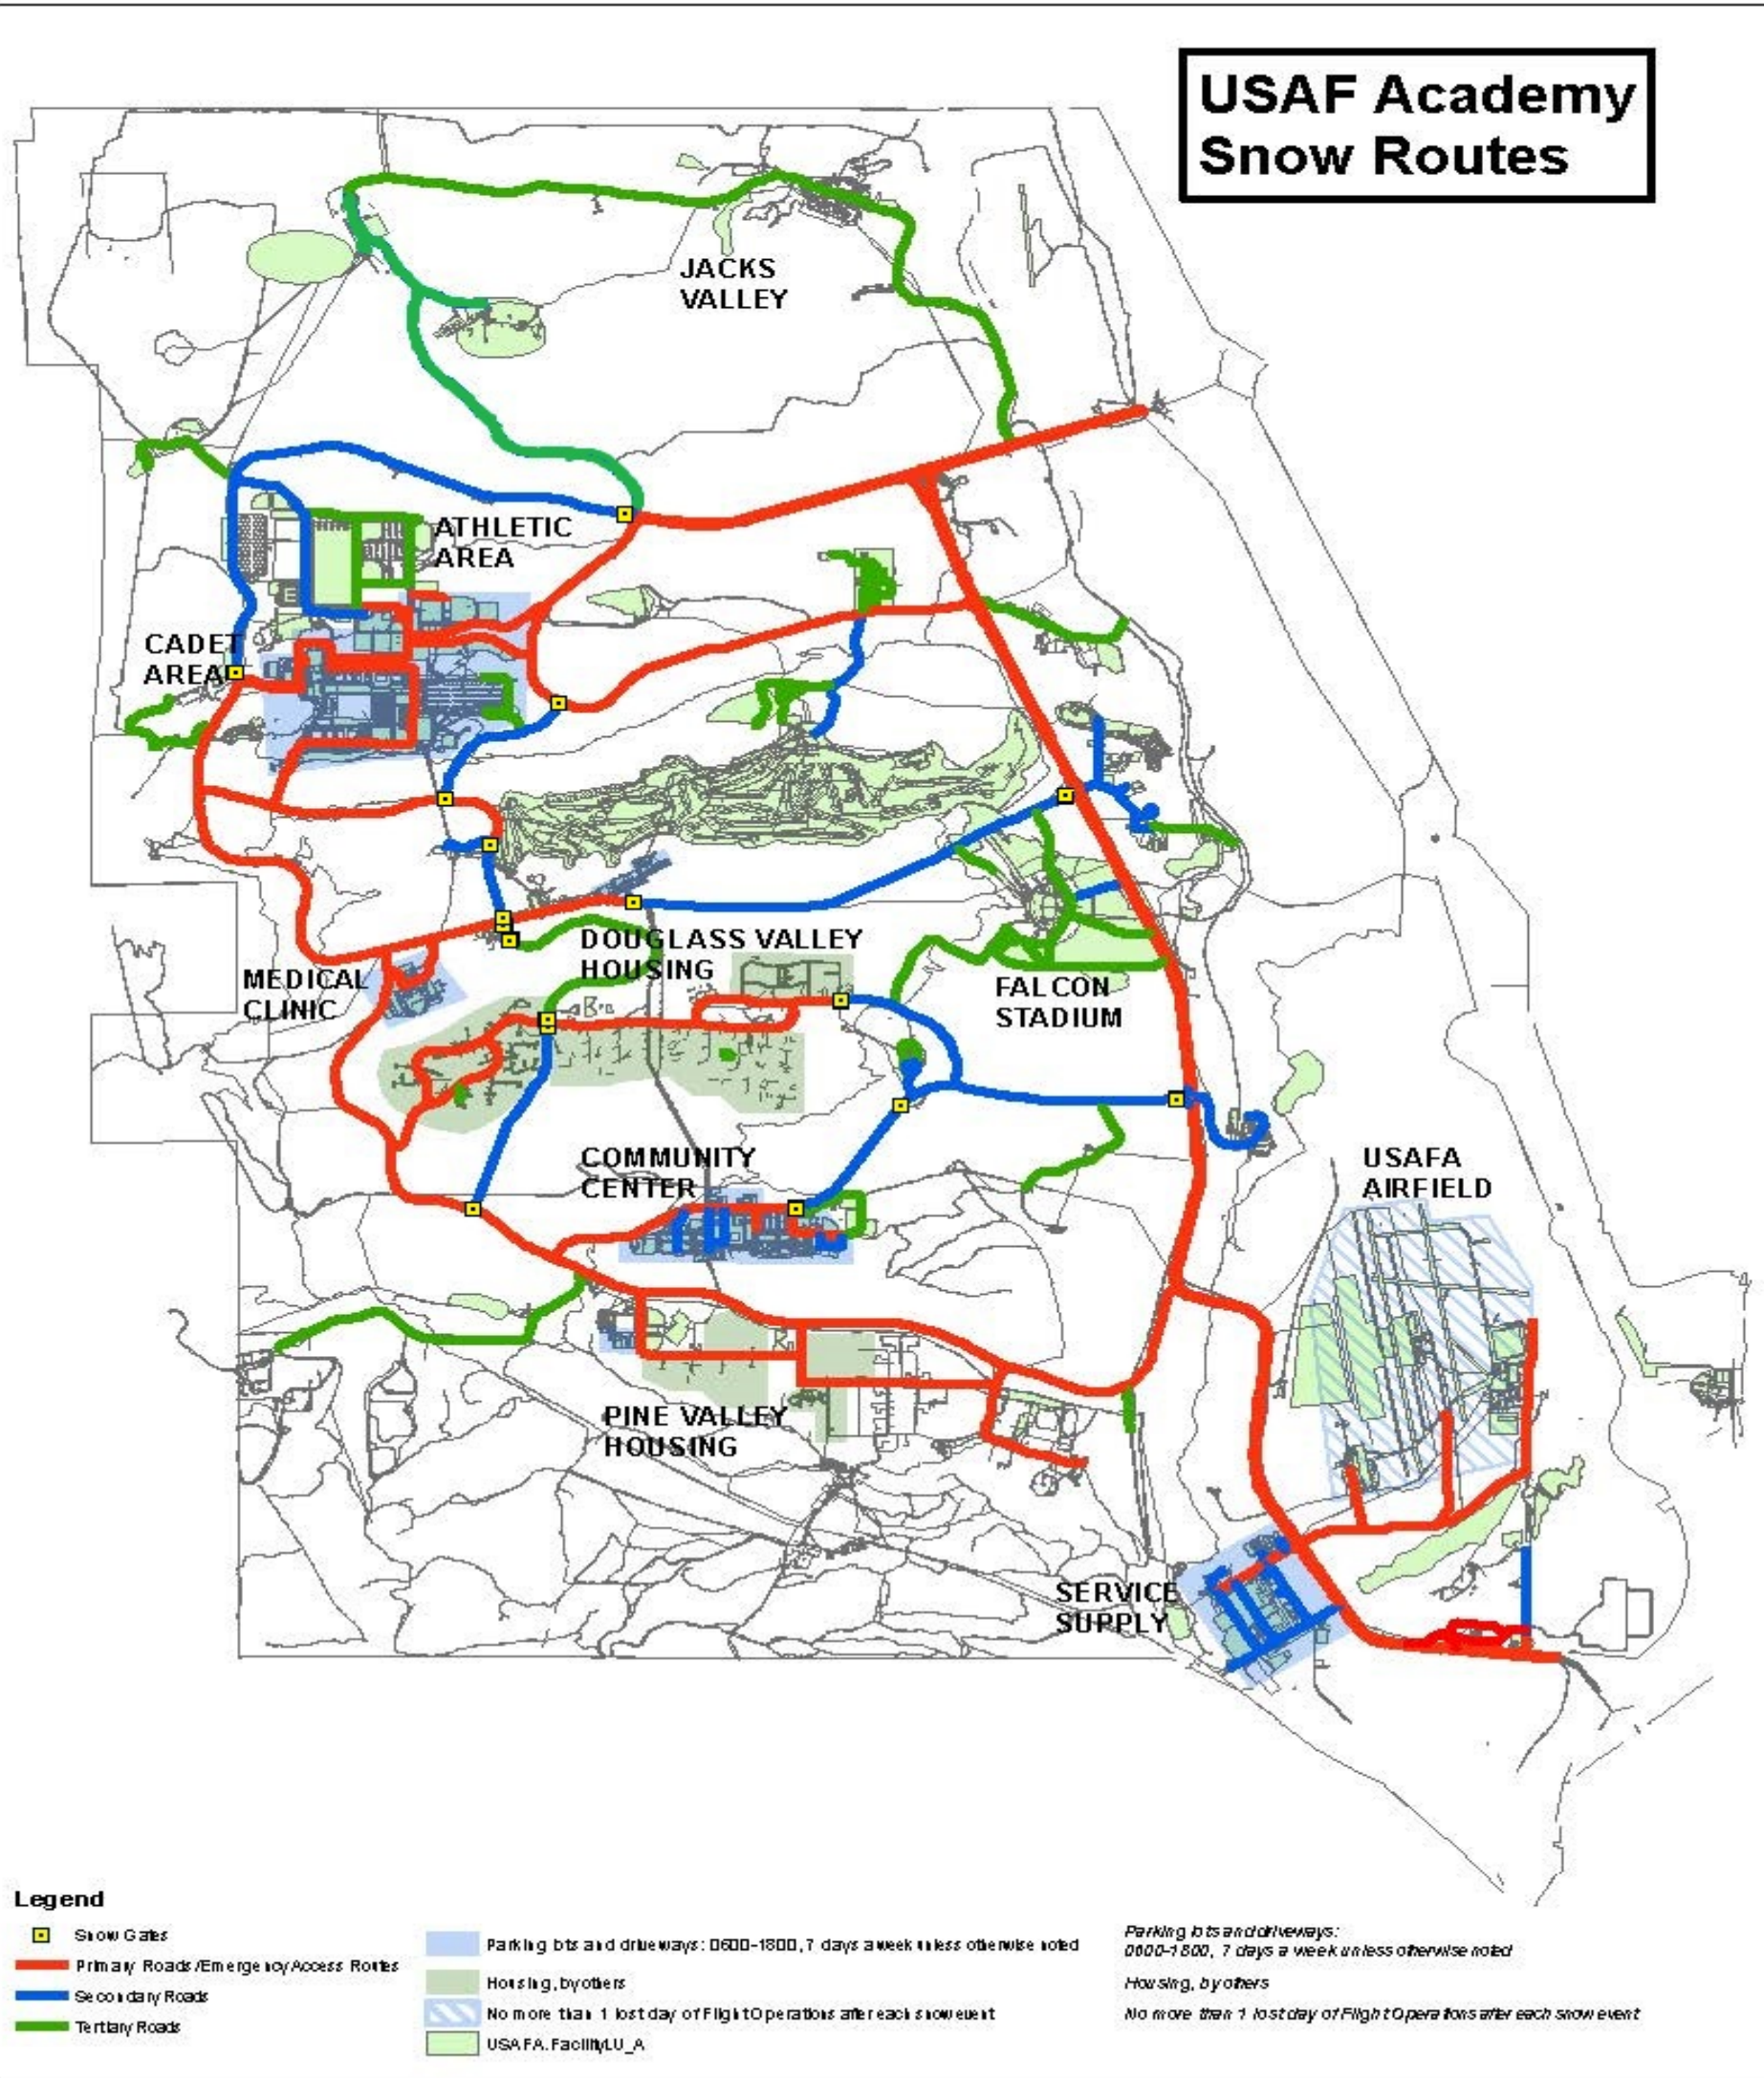 USAF Academy
Snow Routes
JACKS
VALLEY
ATHLETIC
AREA
CADET
AREA
DOUGLASS VALLEY
HOUSING
MEDICAL
CLINIC
FALCON
STADIUM
COMMUNITY
CENTER
USAFA
AIRFIELD
PINE VALLEY
HOUSING
SERVICE
SUPPLY
Legend
Snow Gates
Primary Roads/Emergency Access Routes
Secondary Roads
Tertiary Roads
Parking lots and driveways: 0600-1800, 7 days a week unless otherwise noted
Housing, by others
No more than 1 lost day of Flight Operations after each snow event
USAFA.FacilityLU_A
Parking lots and driveways:
0600-1800, 7 days a week unless otherwise noted
Housing, by others
No more than 1 lost day of Flight Operations after each snow event